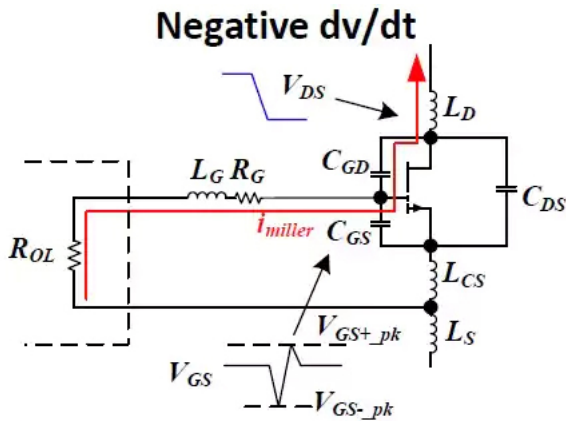 Negative dv/dt
V_DS
L_D
L_G R_G
C_GD
C_DS
i_miller
C_GS
R_OL
L_CS
V_GS+_pk
L_S
V_GS
V_GS-_pk